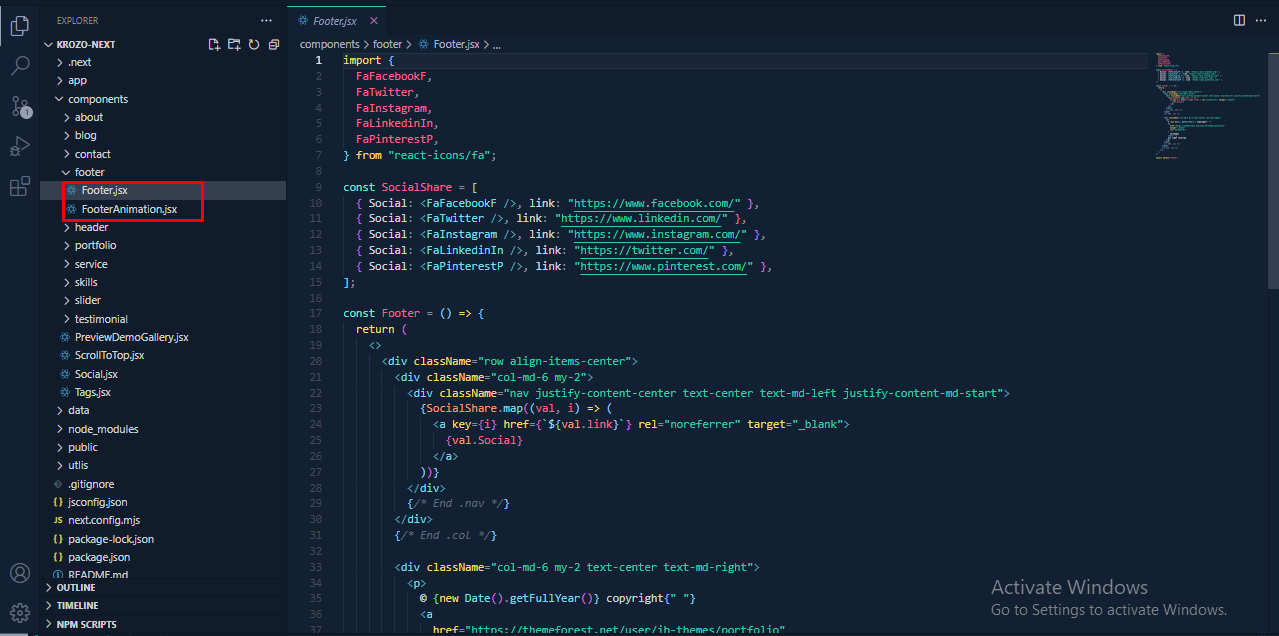 EXPLORER
KROZO-NEXT
.next
app
components
about
blog
contact
footer
Footer.jsx
FooterAnimation.jsx
header
portfolio
service
skills
slider
testimonial
PreviewDemoGallery.jsx
ScrollToTop.jsx
Social.jsx
Tags.jsx
data
node_modules
public
utlis
.gitignore
{} jsconfig.json
JS next.config.mjs
{} package-lock.json
{} package.json
README.md
OUTLINE
TIMELINE
NPM SCRIPTS
1
Footer.jsx
components > footer > Footer.jsx > ...
1 import {
2 FaFacebookF,
3 FaTwitter,
4 FaInstagram,
5 FaLinkedinIn,
6 FaPinterestP,
7 } from "react-icons/fa";
8
9 const SocialShare = [
10 { Social: <FaFacebookF />, link: "https://www.facebook.com/" },
11 { Social: <FaTwitter />, link: "https://www.linkedin.com/" },
12 { Social: <FaInstagram />, link: "https://www.instagram.com/" },
13 { Social: <FaLinkedinIn />, link: "https://twitter.com/" },
14 { Social: <FaPinterestP />, link: "https://www.pinterest.com/" },
15 ];
16
17 const Footer = () => {
18 return (
19 <>
20 <div className="row align-items-center">
21 <div className="col-md-6 my-2">
22 <div className="nav justify-content-center text-center text-md-left justify-content-md-start">
23 {SocialShare.map((val, i) => (
24 <a key={i} href={`${val.link}`} rel="noreferrer" target="_blank">
25 {val.Social}
26 </a>
27 ))}
28 </div>
29 {/* End .nav */}
30 </div>
31 {/* End .col */}
32
33 <div className="col-md-6 my-2 text-center text-md-right">
34 <p>
35 © {new Date().getFullYear()} copyright{" "}
36 <a
37 href="https://themeforest.net/user/ib-themes/portfolio"
Activate Windows
Go to Settings to activate Windows.